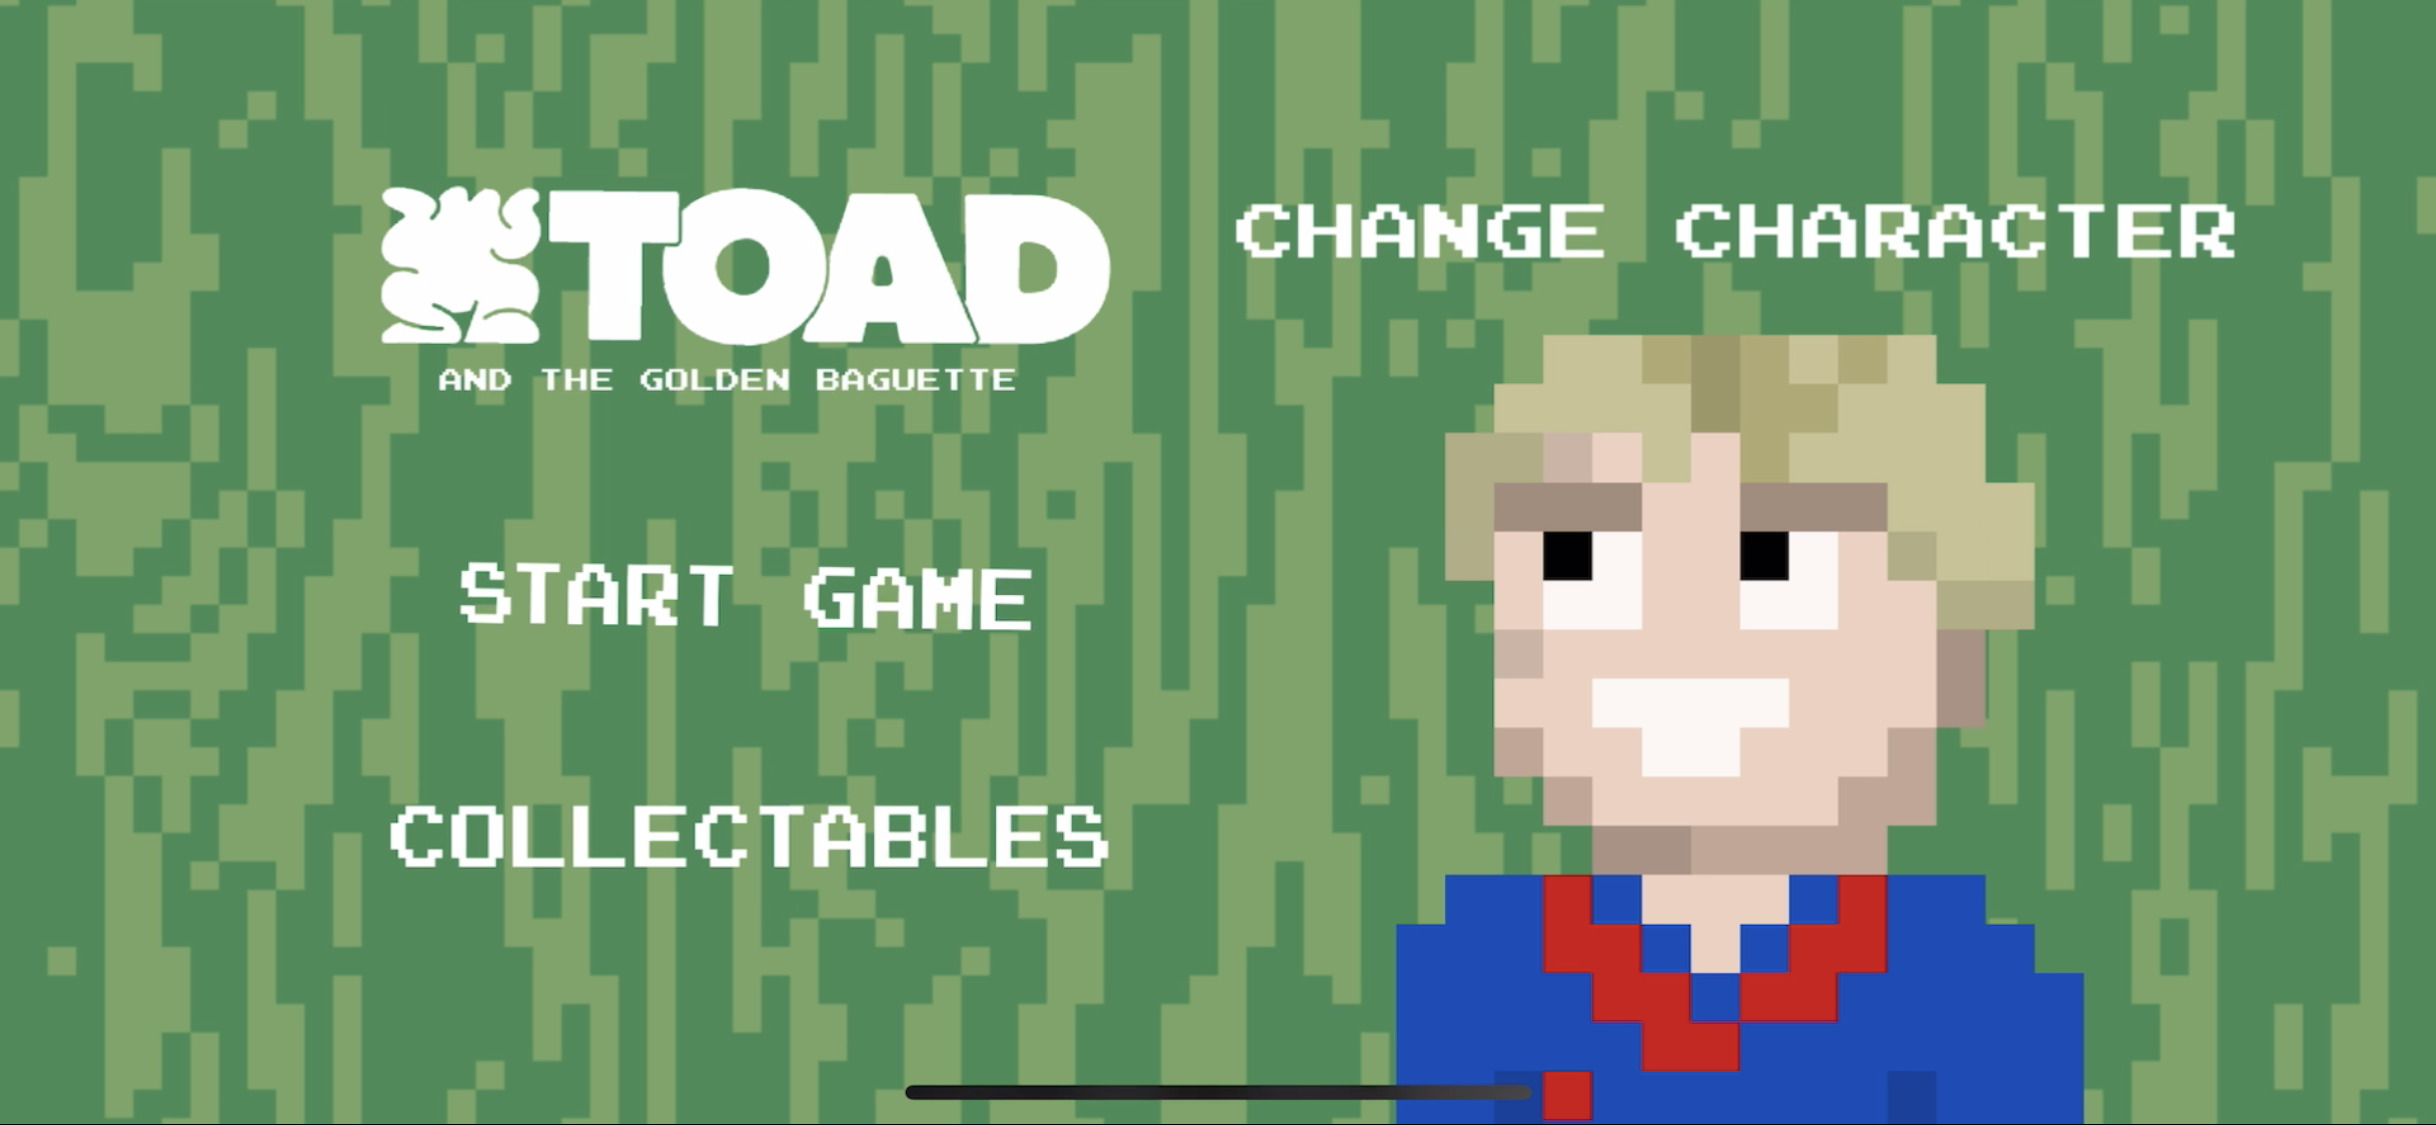 TOAD
AND THE GOLDEN BAGUETTE
START GAME
COLLECTABLES
CHANGE CHARACTER